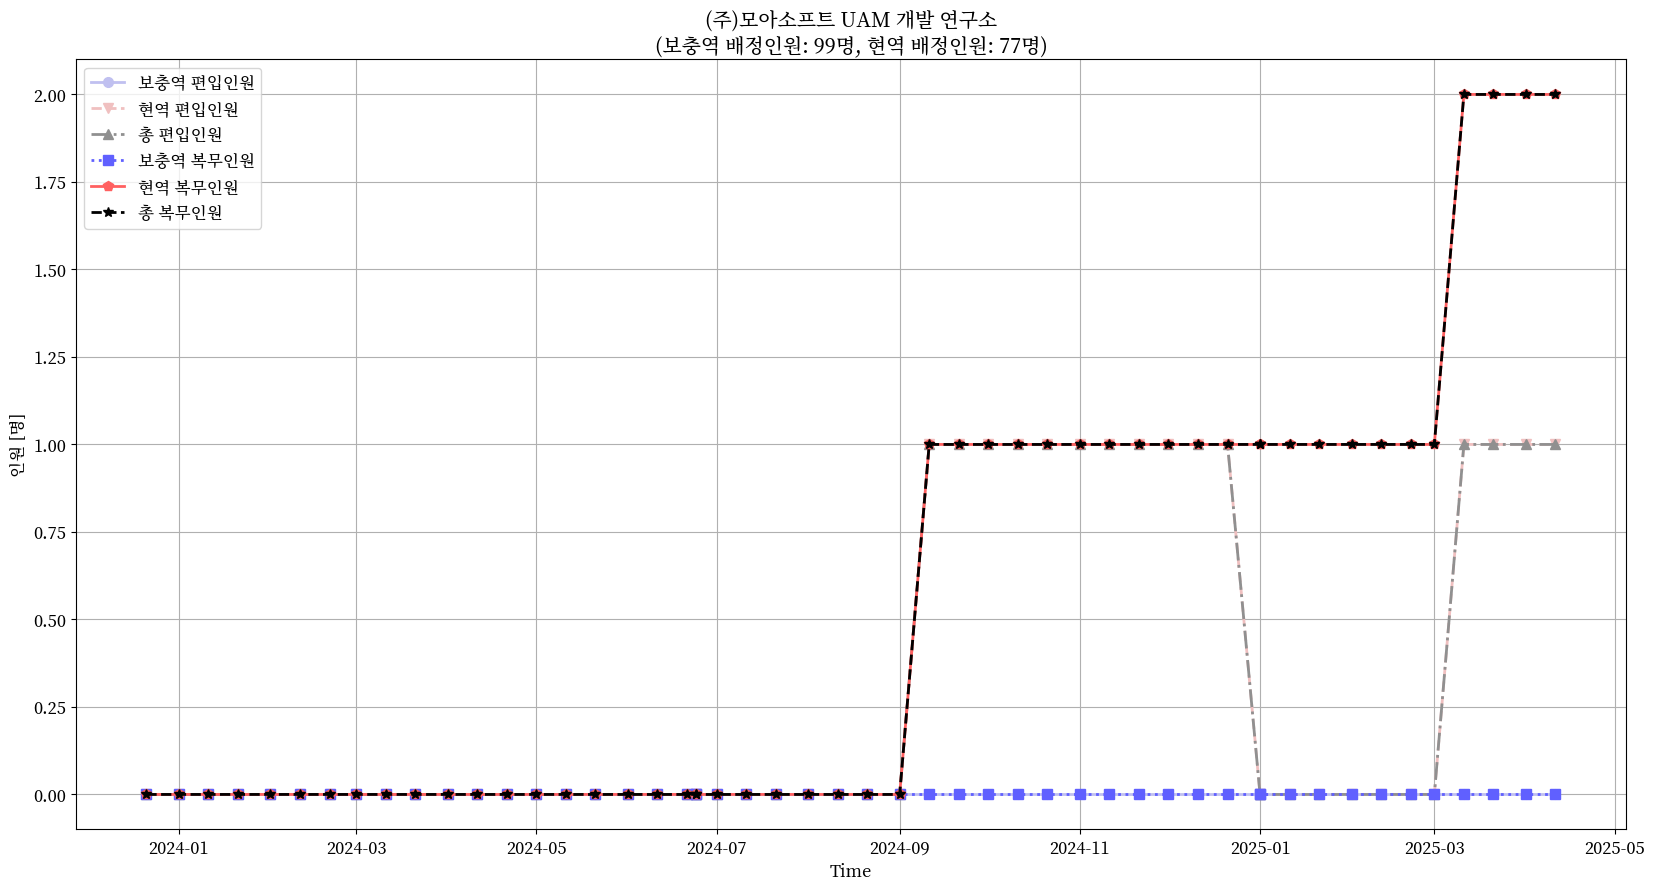 (주)모아소프트 UAM 개발 연구소
(보충역 배정인원: 99명, 현역 배정인원: 77명)
보충역 편입인원
현역 편입인원
총 편입인원
보충역 복무인원
현역 복무인원
총 복무인원
2.00
1.75
1.50
1.25
1.00
0.75
0.50
0.25
0.00
인원 [명]
2024-01 2024-03 2024-05 2024-07 2024-09 2024-11 2025-01 2025-03 2025-05
Time